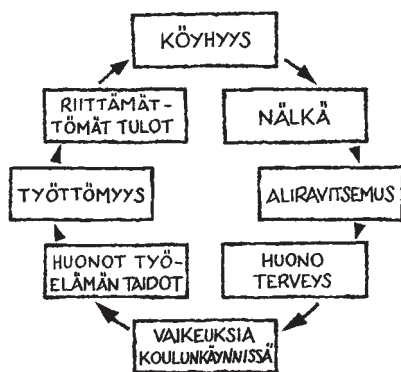 KÖYHYYS
NÄLKÄ
ALIRAVITSEMUS
HUONO
TERVEYS
VAIKEUKSIA
KOULUNKÄYNNISSÄ
HUONOT TYÖ-
ELÄMÄN TAIDOT
TYÖTTÖMYYS
RIITTÄMÄT-
TÖMÄT TULOT